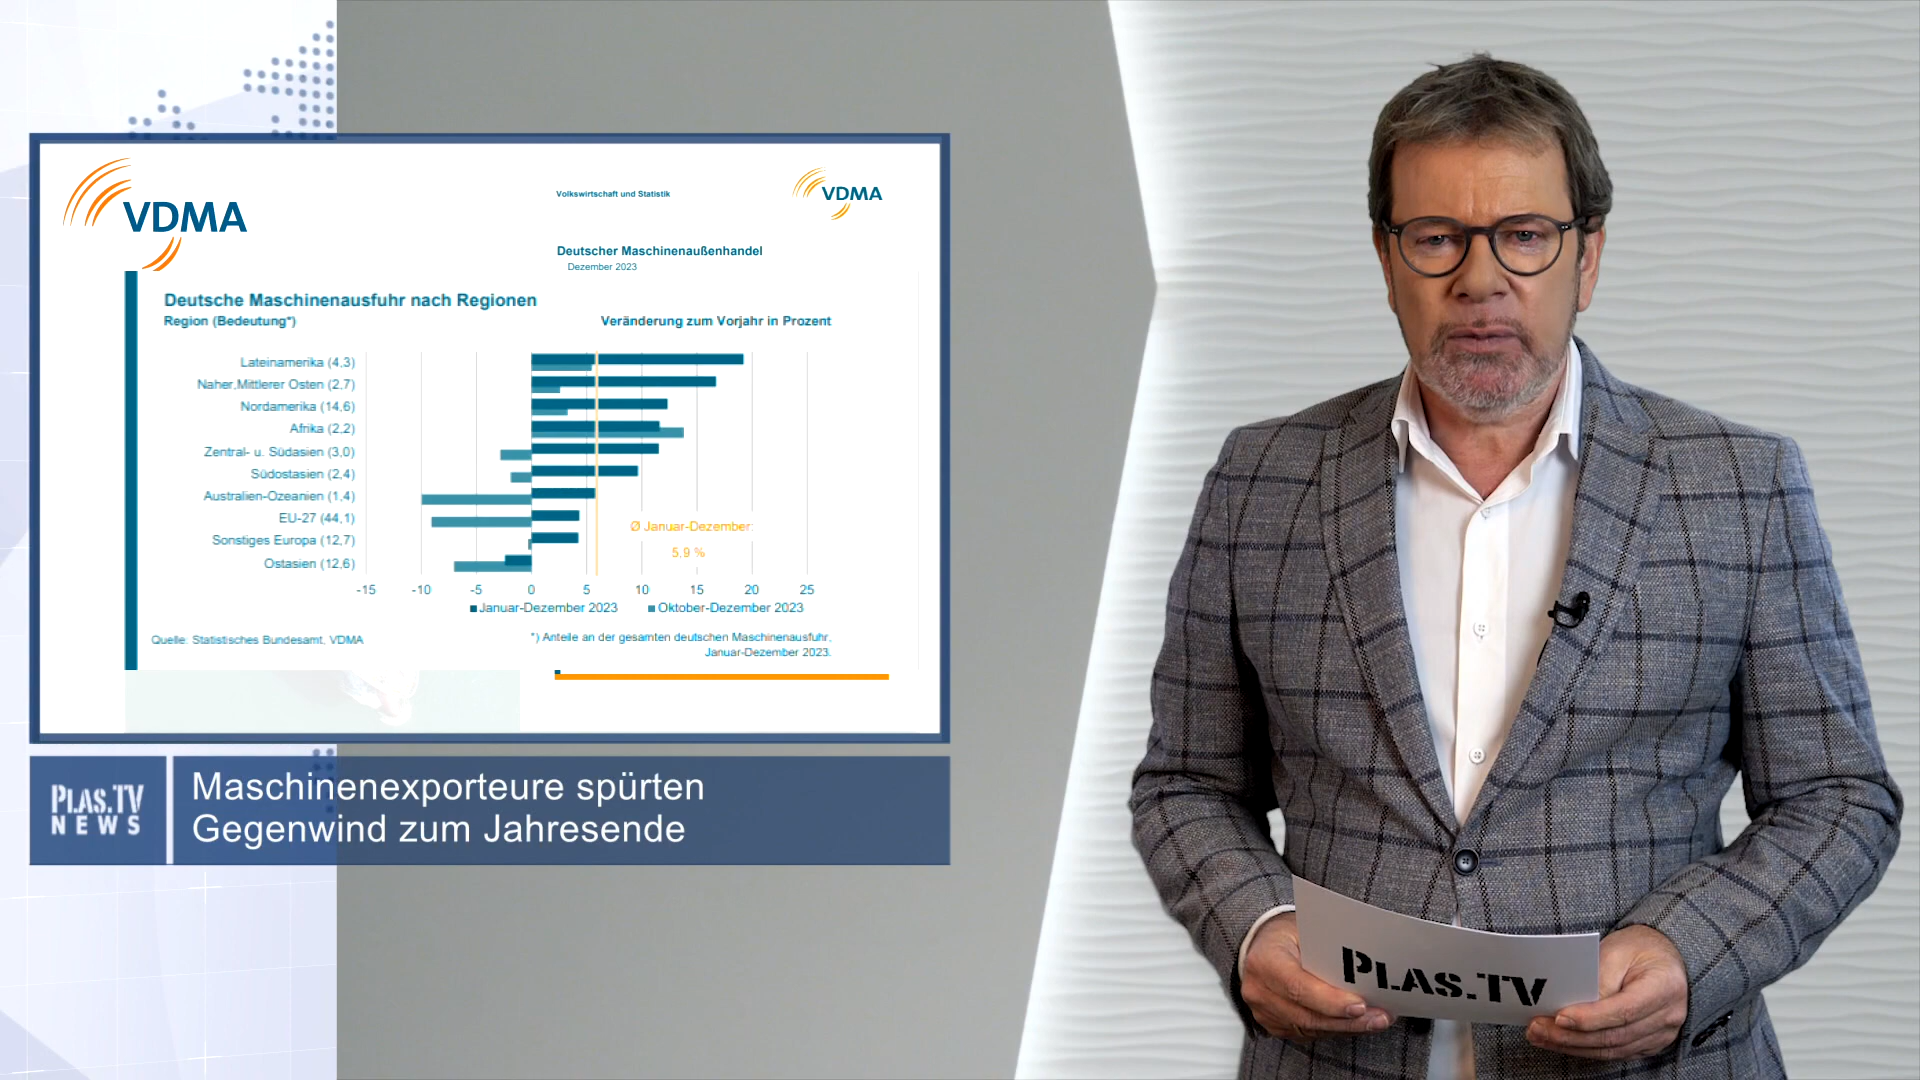 VDMA
Volkswirtschaft und Statistik
VDMA
Deutscher Maschinenaußenhandel
Dezember 2023
Deutsche Maschinenausfuhr nach Regionen
Region (Bedeutung*)
Veränderung zum Vorjahr in Prozent
Lateinamerika (4,3)
Naher,Mittlerer Osten (2,7)
Nordamerika (14,6)
Afrika (2,2)
Zentral- u. Südasien (3,0)
Südostasien (2,4)
Australien-Ozeanien (1,4)
EU-27 (44,1)
Sonstiges Europa (12,7)
Ostasien (12,6)
Ø Januar-Dezember:
5,9 %
-15 -10 -5 0 5 10 15 20 25
Januar-Dezember 2023 Oktober-Dezember 2023
Quelle: Statistisches Bundesamt, VDMA
*) Anteile an der gesamten deutschen Maschinenausfuhr,
Januar-Dezember 2023.
PLAS.TV
NEWS
Maschinenexporteure spürten
Gegenwind zum Jahresende
PLAS.TV